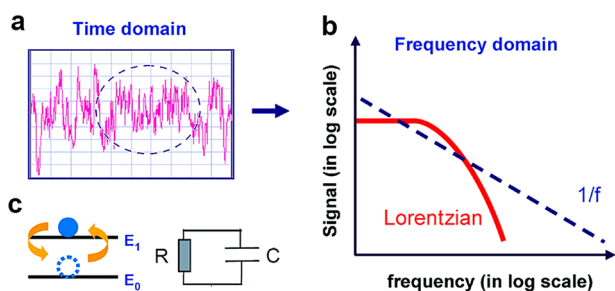 a
Time domain
b
Frequency domain
Signal (in log scale)
1/f
Lorentzian
frequency (in log scale)
c
E₁
E₀
R
C